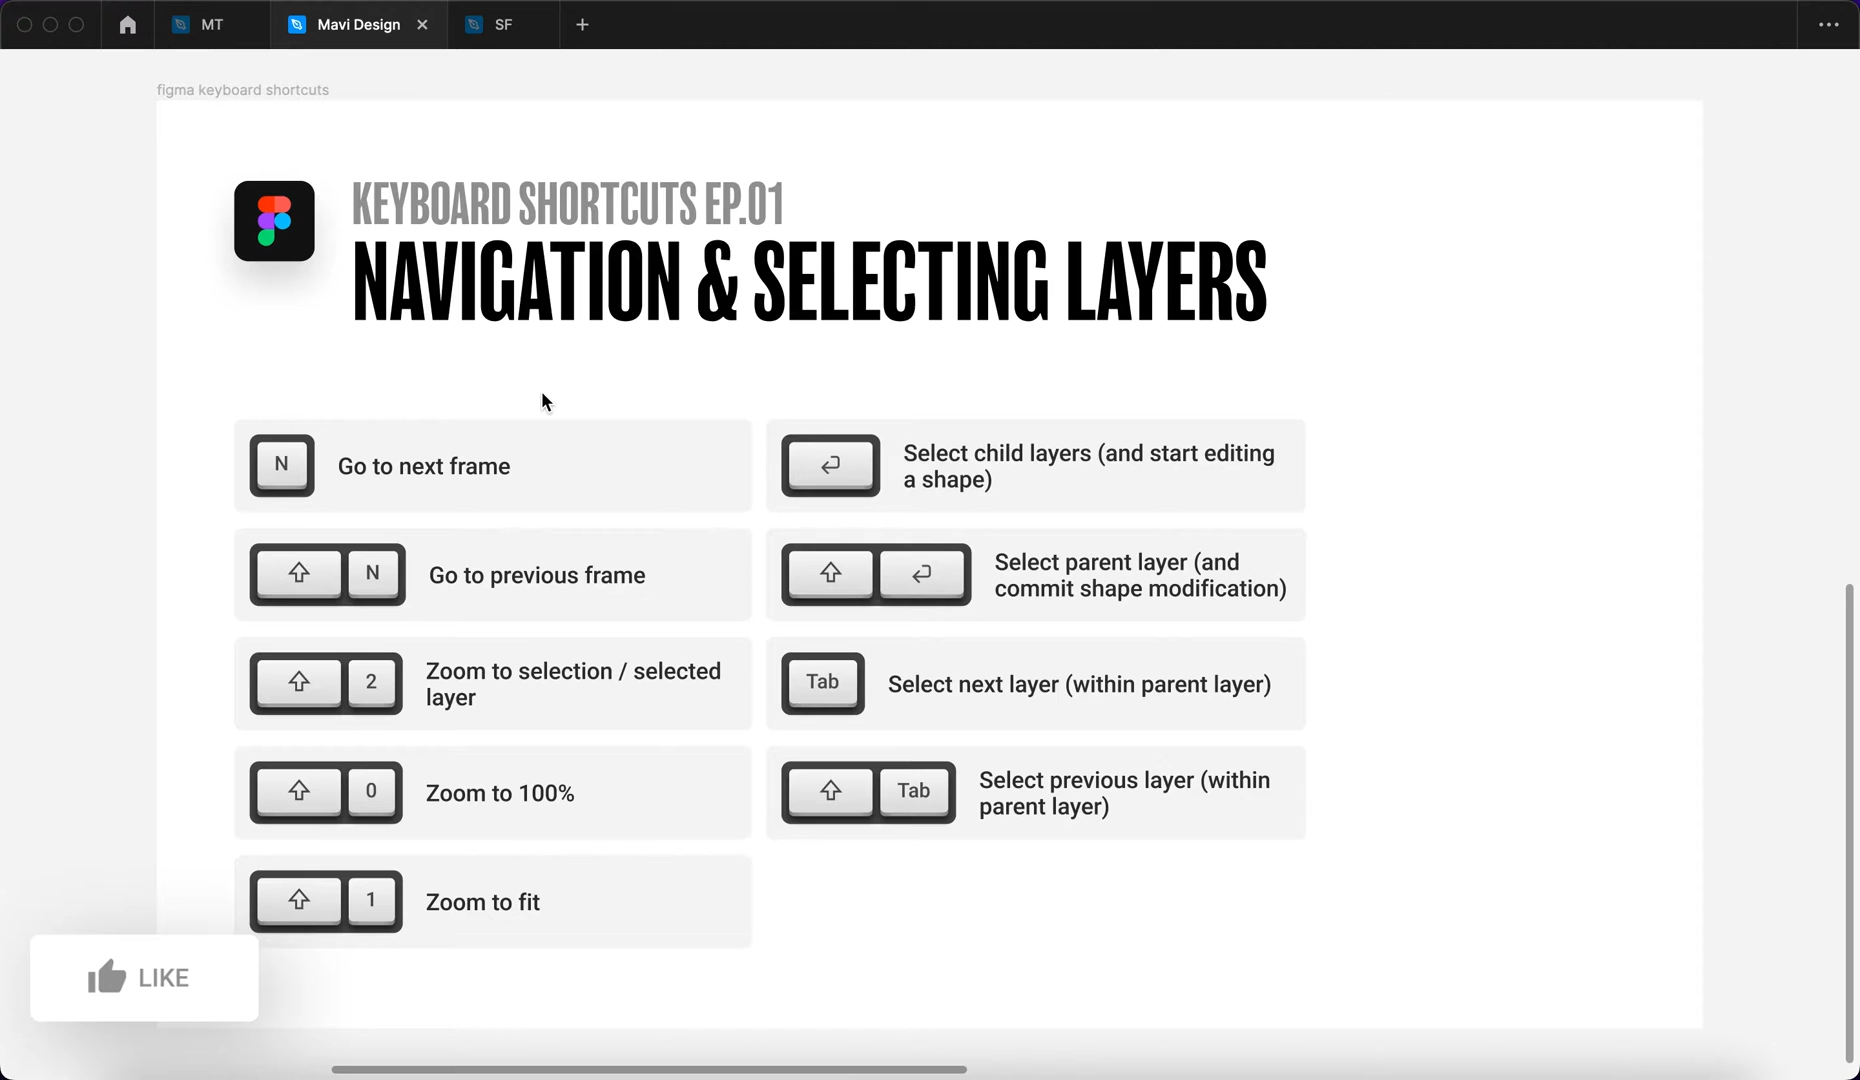 MT
Mavi Design
SF
figma keyboard shortcuts
KEYBOARD SHORTCUTS EP.01
NAVIGATION & SELECTING LAYERS
N
Go to next frame
N
Go to previous frame
2
Zoom to selection / selected
layer
0
Zoom to 100%
1
Zoom to fit
Select child layers (and start editing
a shape)
Select parent layer (and
commit shape modification)
Tab
Select next layer (within parent layer)
Tab
Select previous layer (within
parent layer)
LIKE